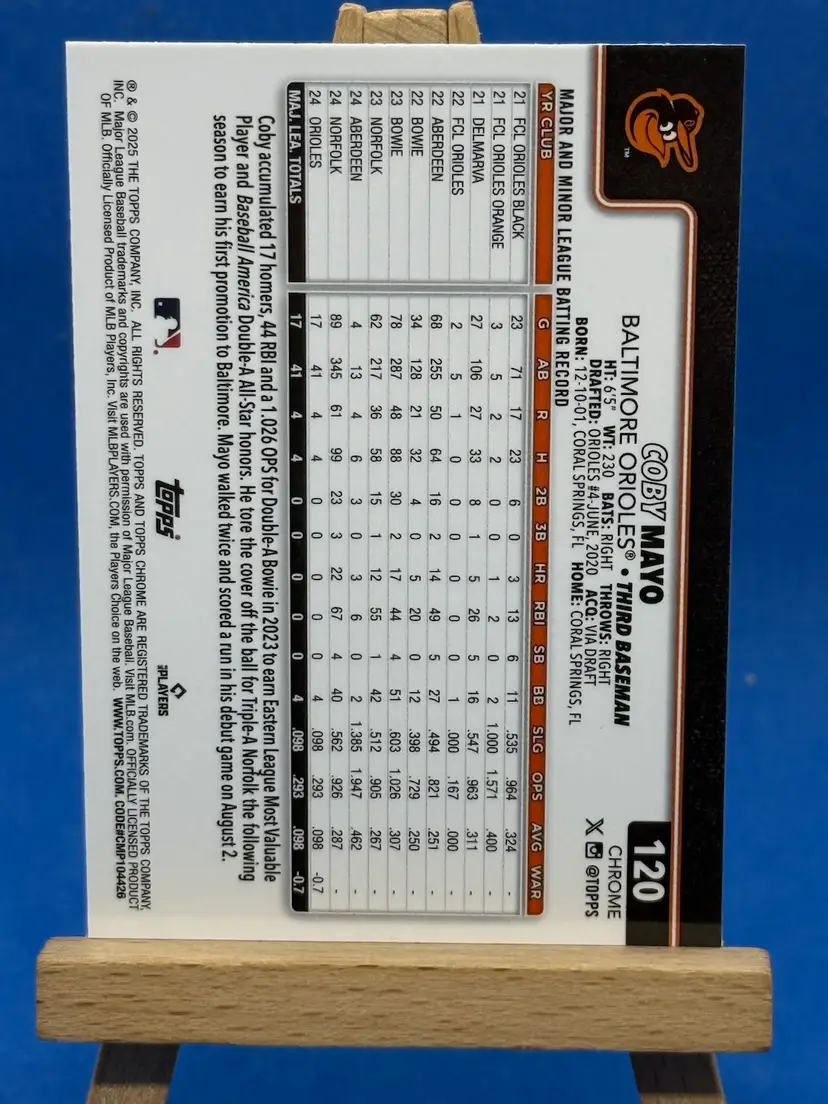 120
CHROME
@TOPPS
COBY MAYO
BALTIMORE ORIOLES® • THIRD BASEMAN
HT: 6'5" WT: 230 BATS: RIGHT THROWS: RIGHT
DRAFTED: ORIOLES #4-JUNE, 2020 ACQ: VIA DRAFT
BORN: 12-10-01, CORAL SPRINGS, FL HOME: CORAL SPRINGS, FL
TM
MAJOR AND MINOR LEAGUE BATTING RECORD
YR CLUB G AB R H 2B 3B HR RBI SB BB SLG OPS AVG WAR
21 FCL ORIOLES BLACK 23 71 17 23 6 0 3 13 6 11 .535 .964 .324 -
21 FCL ORIOLES ORANGE 3 5 2 2 0 0 1 2 0 2 1.000 1.571 .400 -
21 DELMARVA 27 106 27 33 8 1 5 26 5 16 .547 .963 .311 -
22 FCL ORIOLES 2 5 1 0 0 0 0 0 0 1 .000 .167 .000 -
22 ABERDEEN 68 255 50 64 16 2 14 49 5 27 .494 .821 .251 -
22 BOWIE 34 128 21 32 4 0 5 20 0 12 .398 .729 .250 -
23 BOWIE 78 287 48 88 30 2 17 44 4 51 .603 1.026 .307 -
23 NORFOLK 62 217 36 58 15 1 12 55 1 42 .512 .905 .267 -
24 ABERDEEN 4 13 4 6 3 0 3 6 0 2 1.385 1.947 .462 -
24 NORFOLK 89 345 61 99 23 3 22 67 4 40 .562 .926 .287 -
24 ORIOLES 17 41 4 4 0 0 0 0 0 4 .098 .293 .098 -0.7
MAJ. LEA. TOTALS 17 41 4 4 0 0 0 0 0 4 .098 .293 .098 -0.7
Coby accumulated 17 homers, 44 RBI and a 1.026 OPS for Double-A Bowie in 2023 to earn Eastern League Most Valuable
Player and Baseball America Double-A All-Star honors. He tore the cover off the ball for Triple-A Norfolk the following
season to earn his first promotion to Baltimore. Mayo walked twice and scored a run in his debut game on August 2.
topps
PLAYERS
® & © 2025 THE TOPPS COMPANY, INC. ALL RIGHTS RESERVED. TOPPS AND TOPPS CHROME ARE REGISTERED TRADEMARKS OF THE TOPPS COMPANY,
INC. Major League Baseball trademarks and copyrights are used with permission of Major League Baseball. Visit MLB.com. OFFICIALLY LICENSED PRODUCT
OF MLB. Officially Licensed Product of MLB Players, Inc. Visit MLBPLAYERS.COM, the Players Choice on the web. WWW.TOPPS.COM. CODE#CMP104426